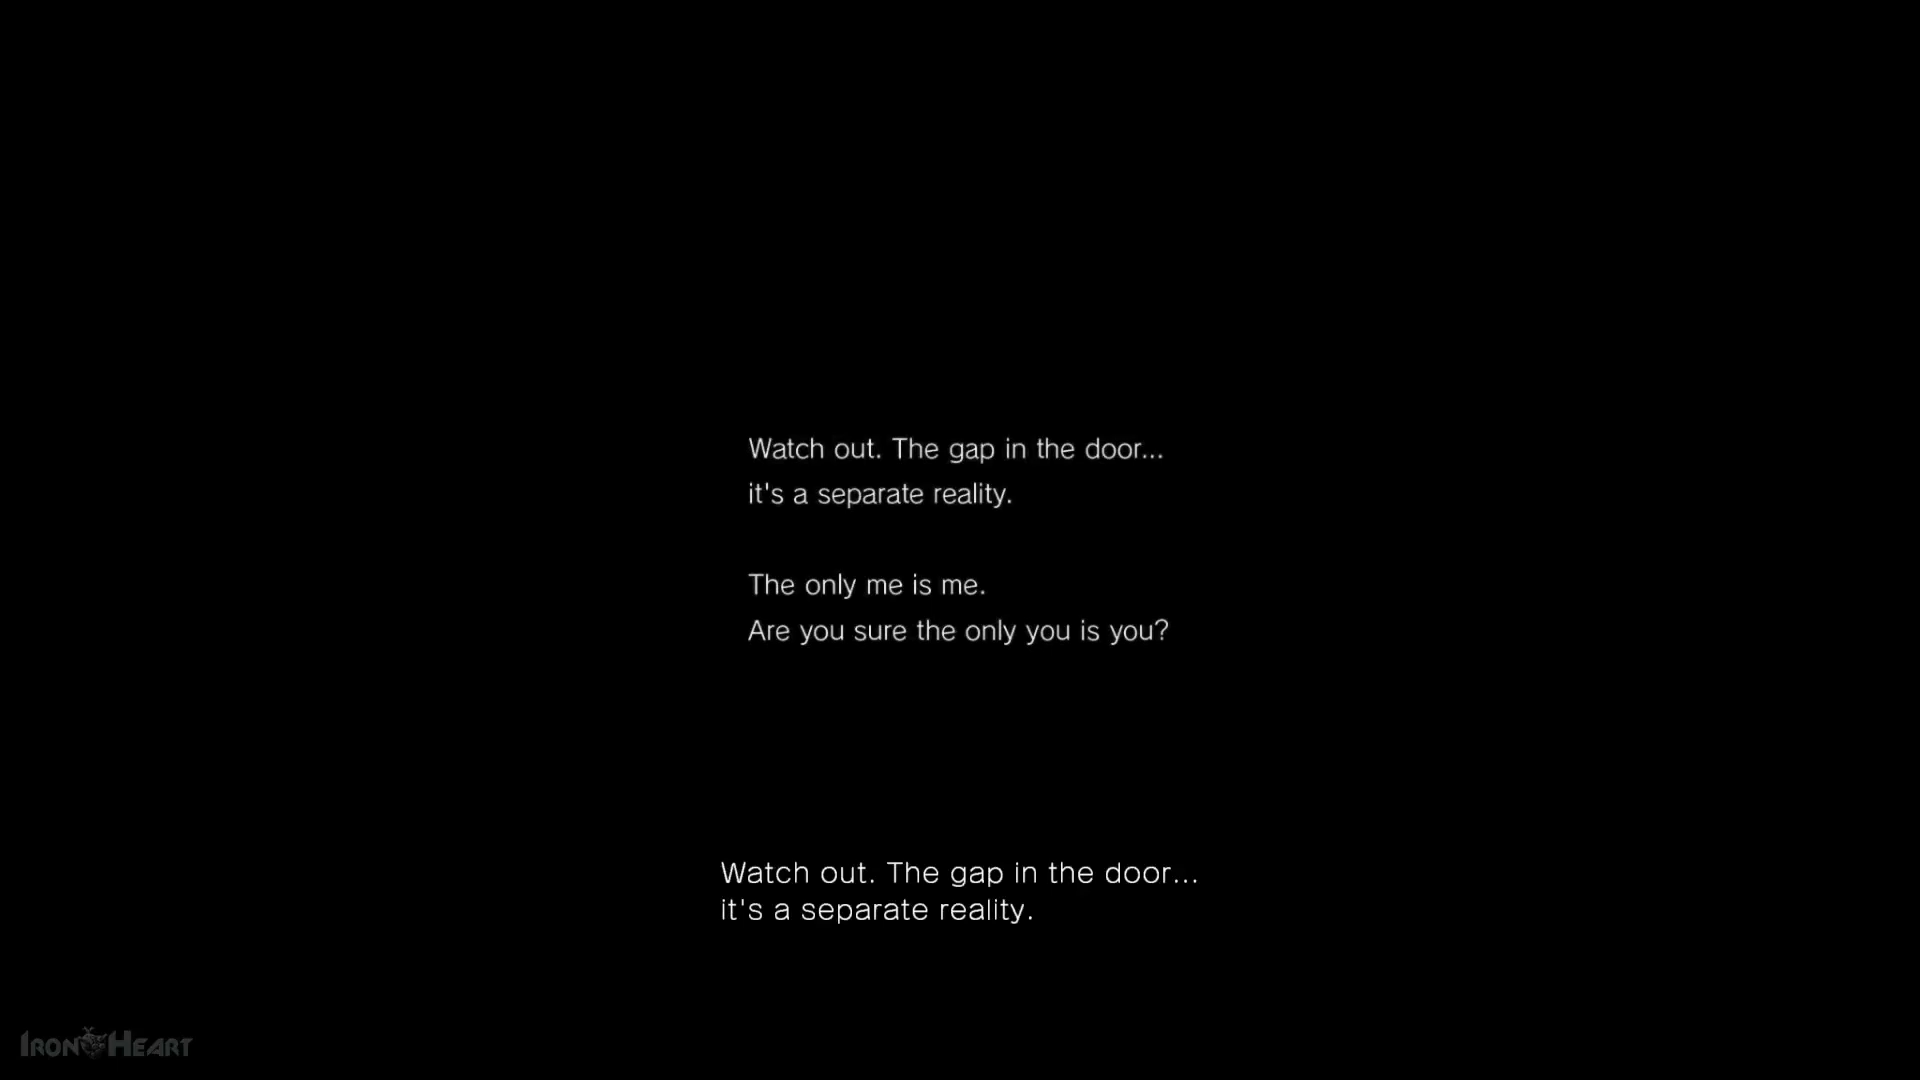 Watch out. The gap in the door...
it's a separate reality.
The only me is me.
Are you sure the only you is you?
Watch out. The gap in the door...
it's a separate reality.
IRON HEART